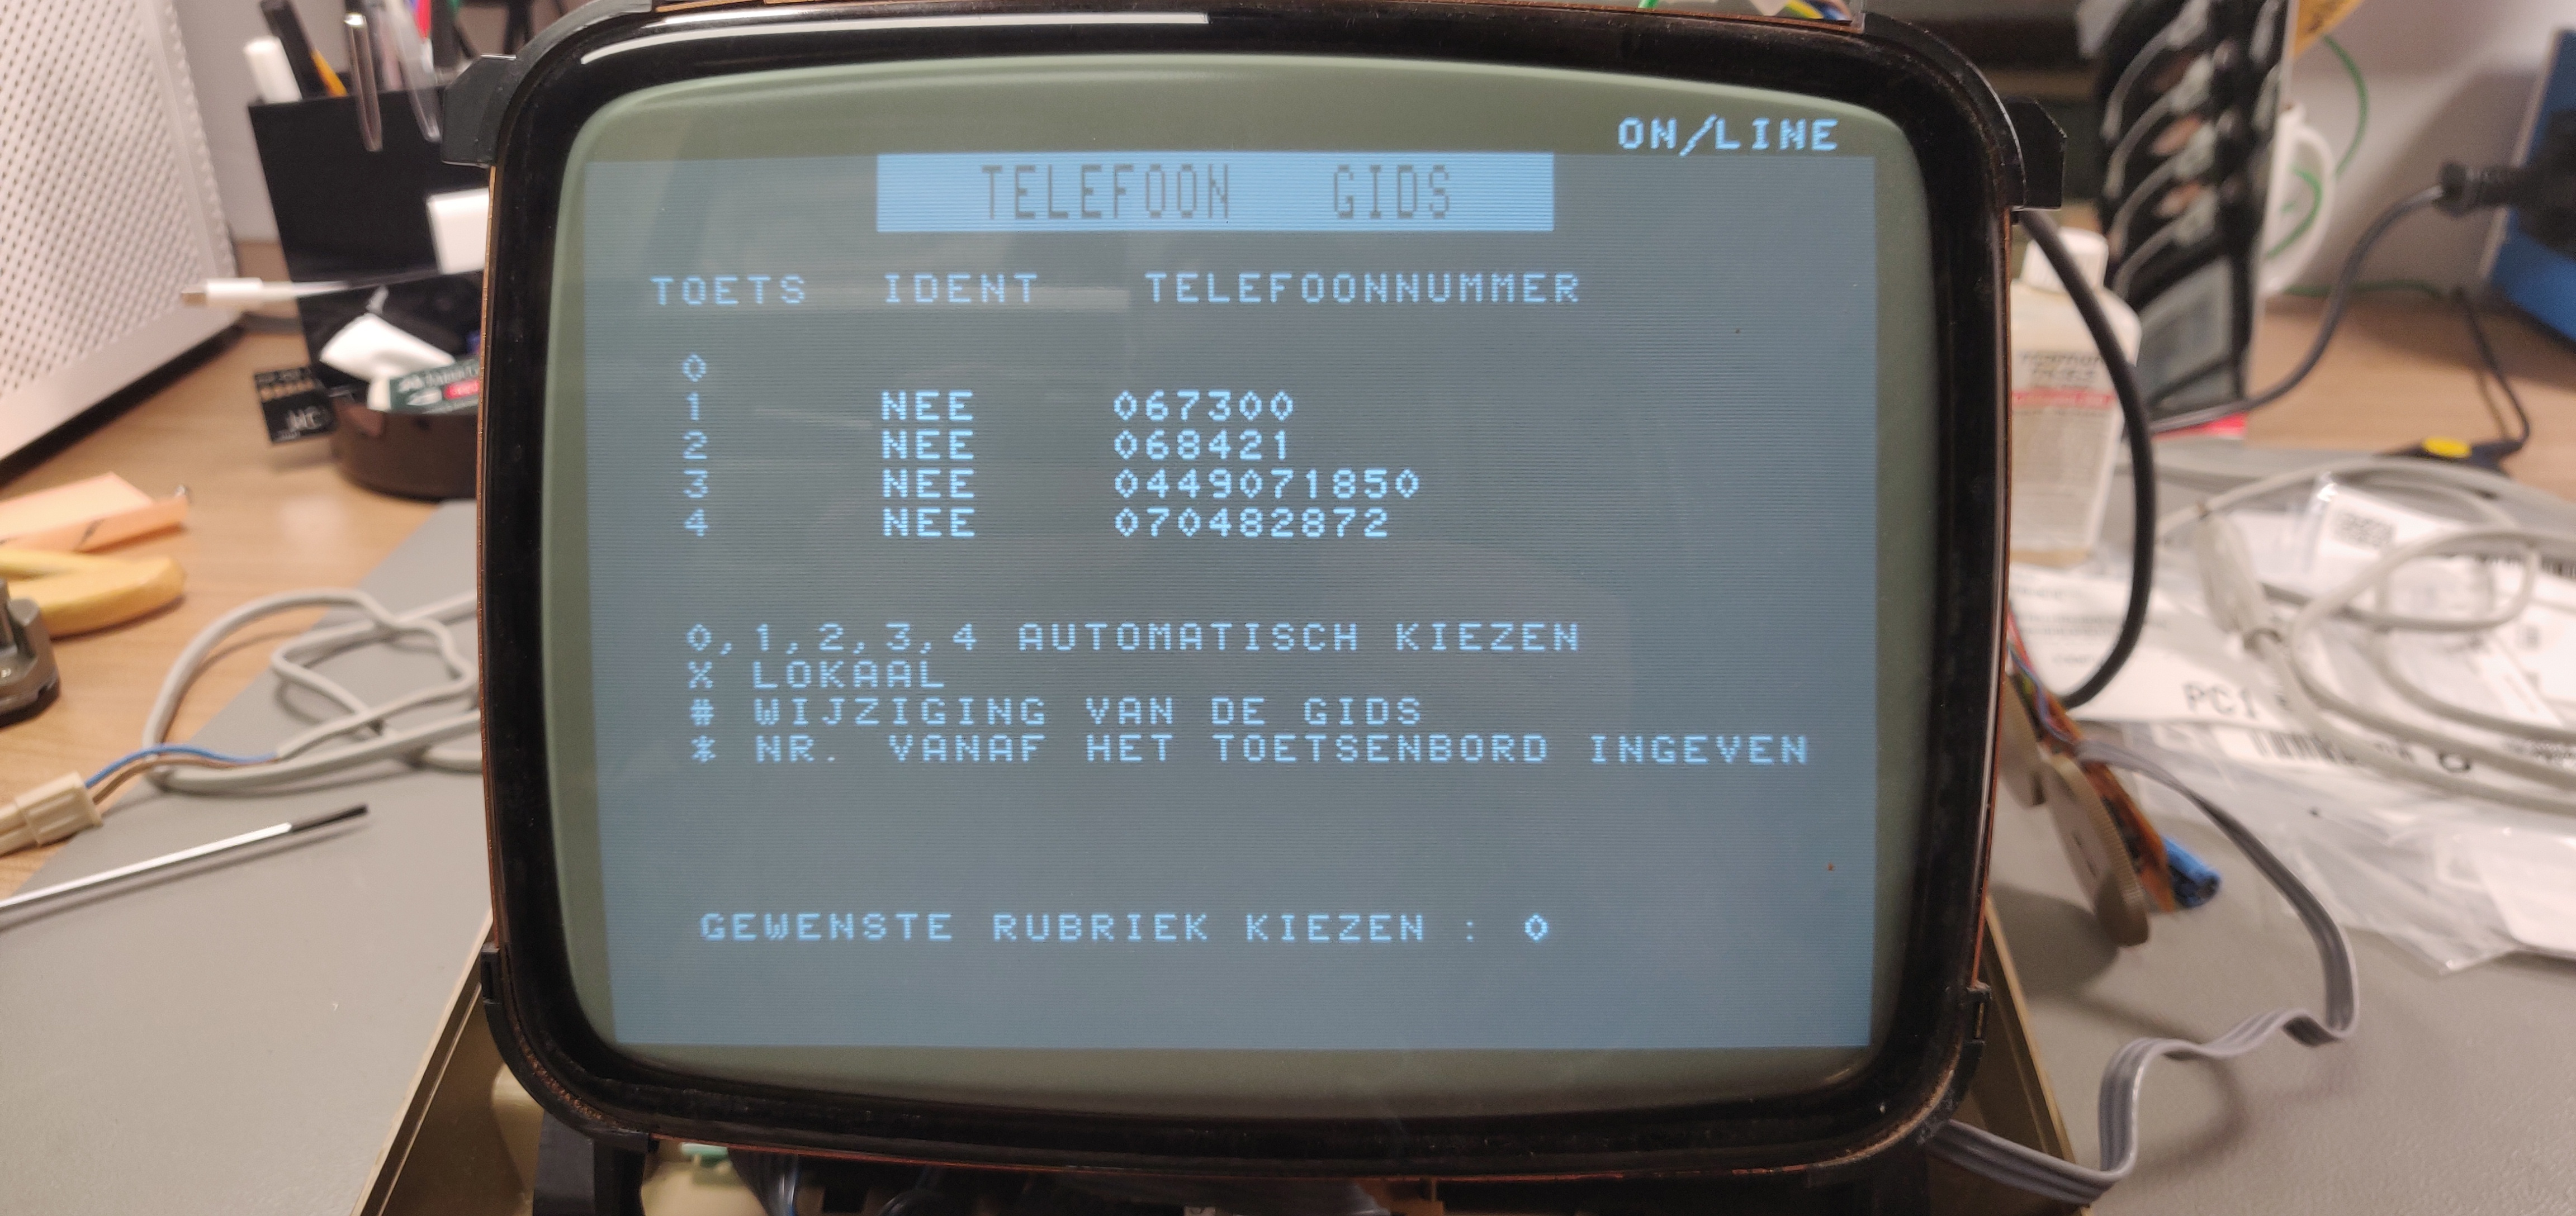 ON/LINE
TELEFOON GIDS
TOETS IDENT TELEFOONNUMMER
0
1 NEE 067300
2 NEE 068421
3 NEE 0449071850
4 NEE 070482872
0,1,2,3,4 AUTOMATISCH KIEZEN
X LOKAAL
# WIJZIGING VAN DE GIDS
* NR. VANAF HET TOETSENBORD INGEVEN
GEWENSTE RUBRIEK KIEZEN : 0
PCI